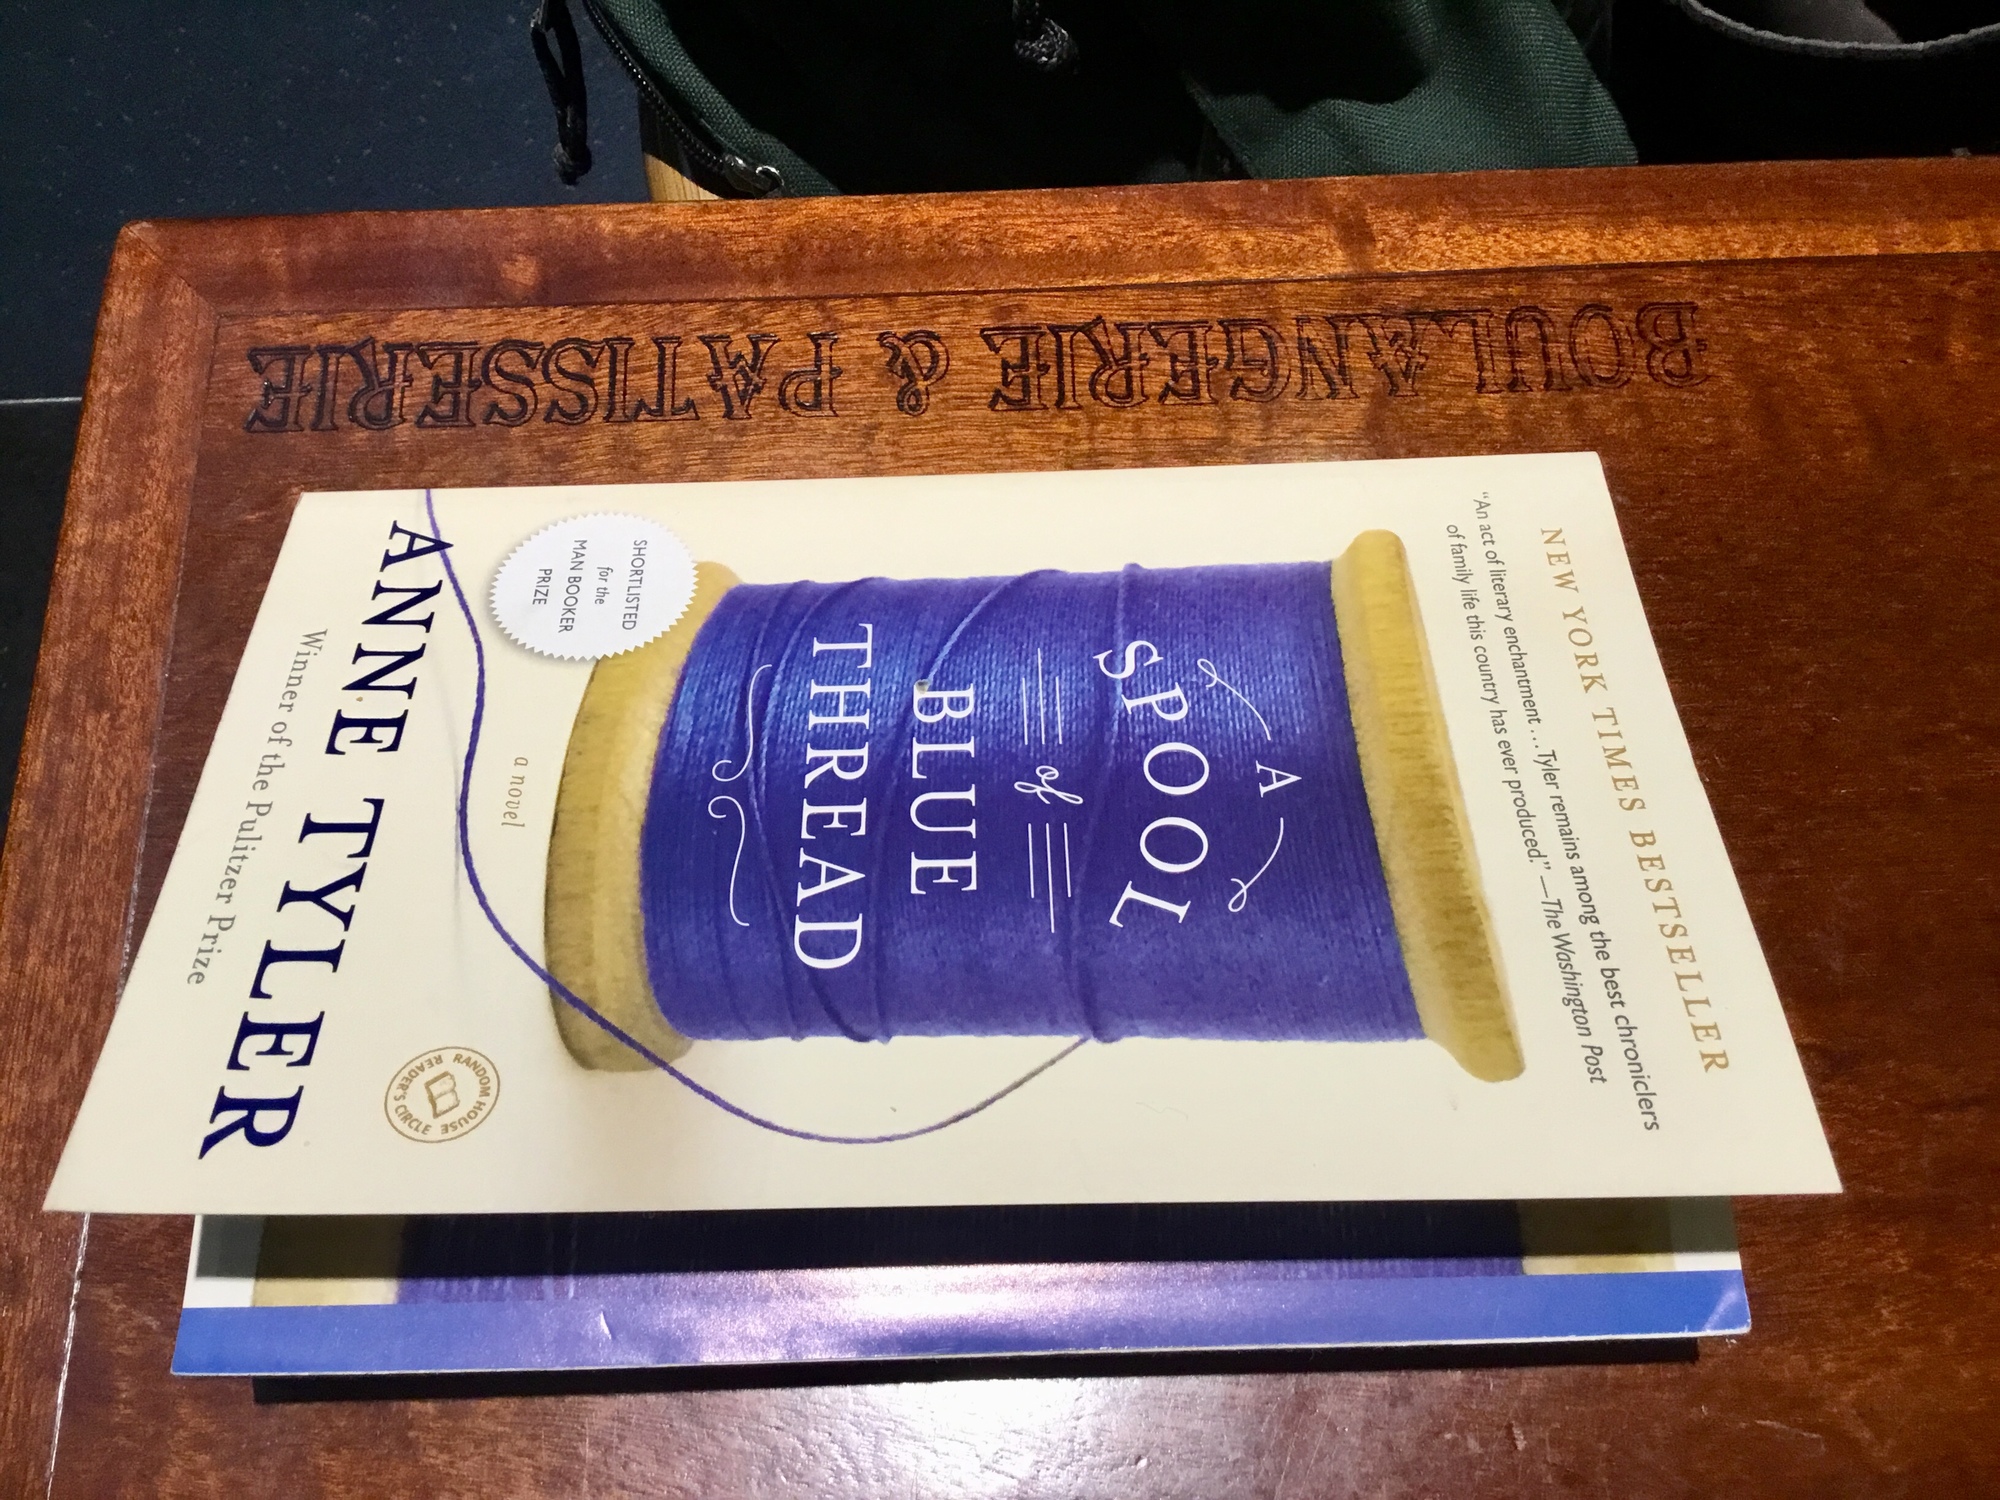 BOULANGERIE & PATISSERIE
NEW YORK TIMES BESTSELLER
“An act of literary enchantment . . . Tyler remains among the best chroniclers
of family life this country has ever produced.” —The Washington Post
A
SPOOL
of
BLUE
THREAD
SHORTLISTED
for the
MAN BOOKER
PRIZE
a novel
RANDOM HOUSE
READER'S CIRCLE
ANNE TYLER
Winner of the Pulitzer Prize